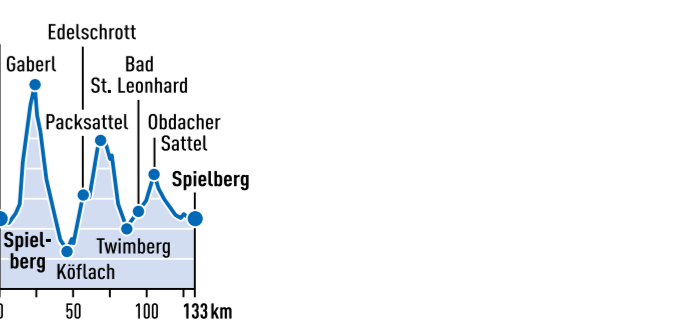 Edelschrott
Gaberl
Bad
St. Leonhard
Packsattel
Obdacher
Sattel
Spielberg
Spiel-
berg
Twimberg
Köflach
0
50
100
133 km